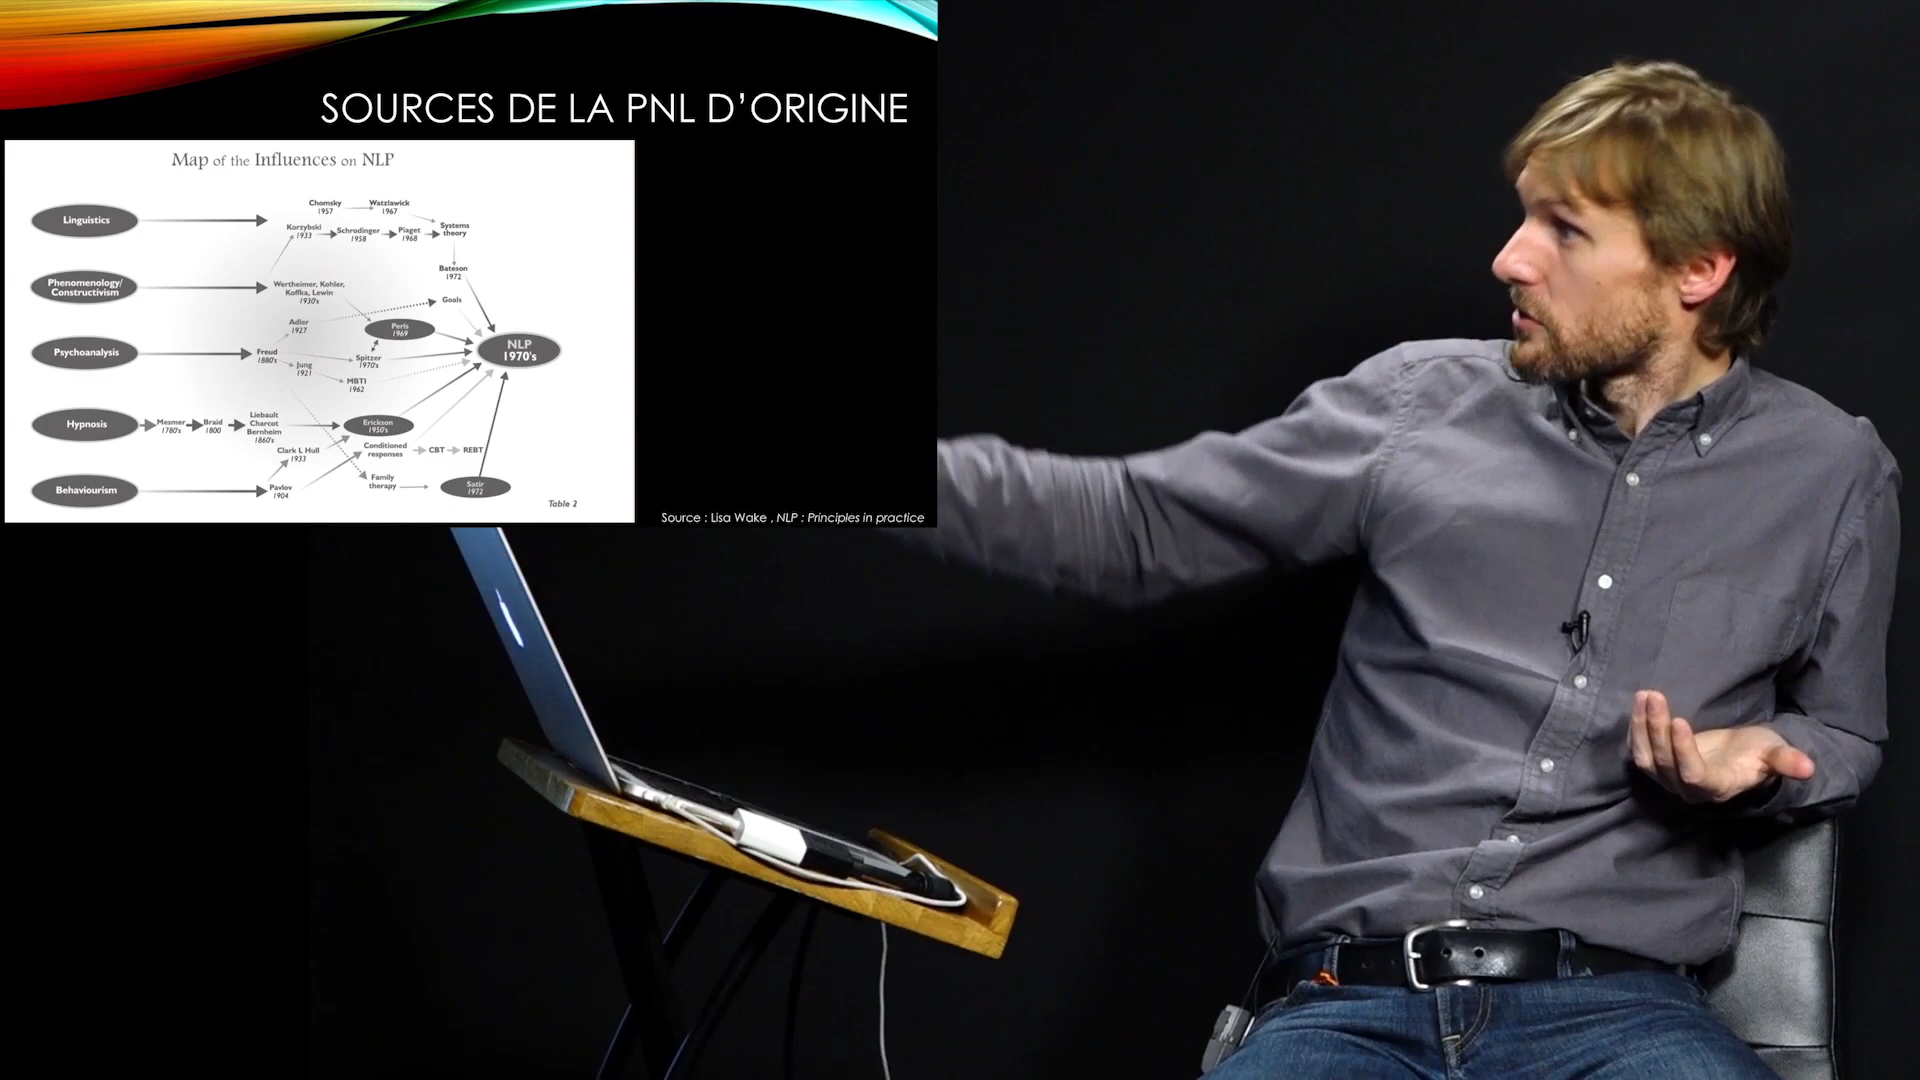 SOURCES DE LA PNL D'ORIGINE
Map of the Influences on NLP
Linguistics
Chomsky
1957
Watzlawick
1967
Korzybski
1933
Schrodinger
1958
Piaget
1968
Systems
theory
Bateson
1972
Phenomenology/
Constructivism
Wertheimer, Kohler,
Koffka, Lewin
1930's
Goals
Adler
1927
Perls
1969
NLP
1970's
Psychoanalysis
Freud
1880's
Spitzer
1970's
Jung
1921
MBTI
1962
Hypnosis
Mesmer
1780's
Braid
1800
Liebault
Charcot
Bernheim
1860's
Erickson
1950's
Clark L Hull
1933
Conditioned
responses
CBT
REBT
Behaviourism
Pavlov
1904
Family
therapy
Satir
1972
Table 2
Source : Lisa Wake , NLP : Principles in practice